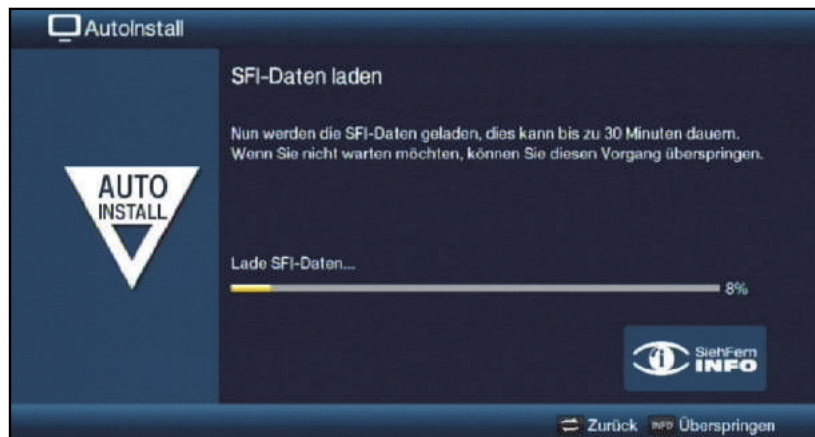 AutoInstall
SFI-Daten laden
Nun werden die SFI-Daten geladen, dies kann bis zu 30 Minuten dauern.
Wenn Sie nicht warten möchten, können Sie diesen Vorgang überspringen.
AUTO
INSTALL
Lade SFI-Daten...
8%
SiehFern
INFO
Zurück INFO Überspringen